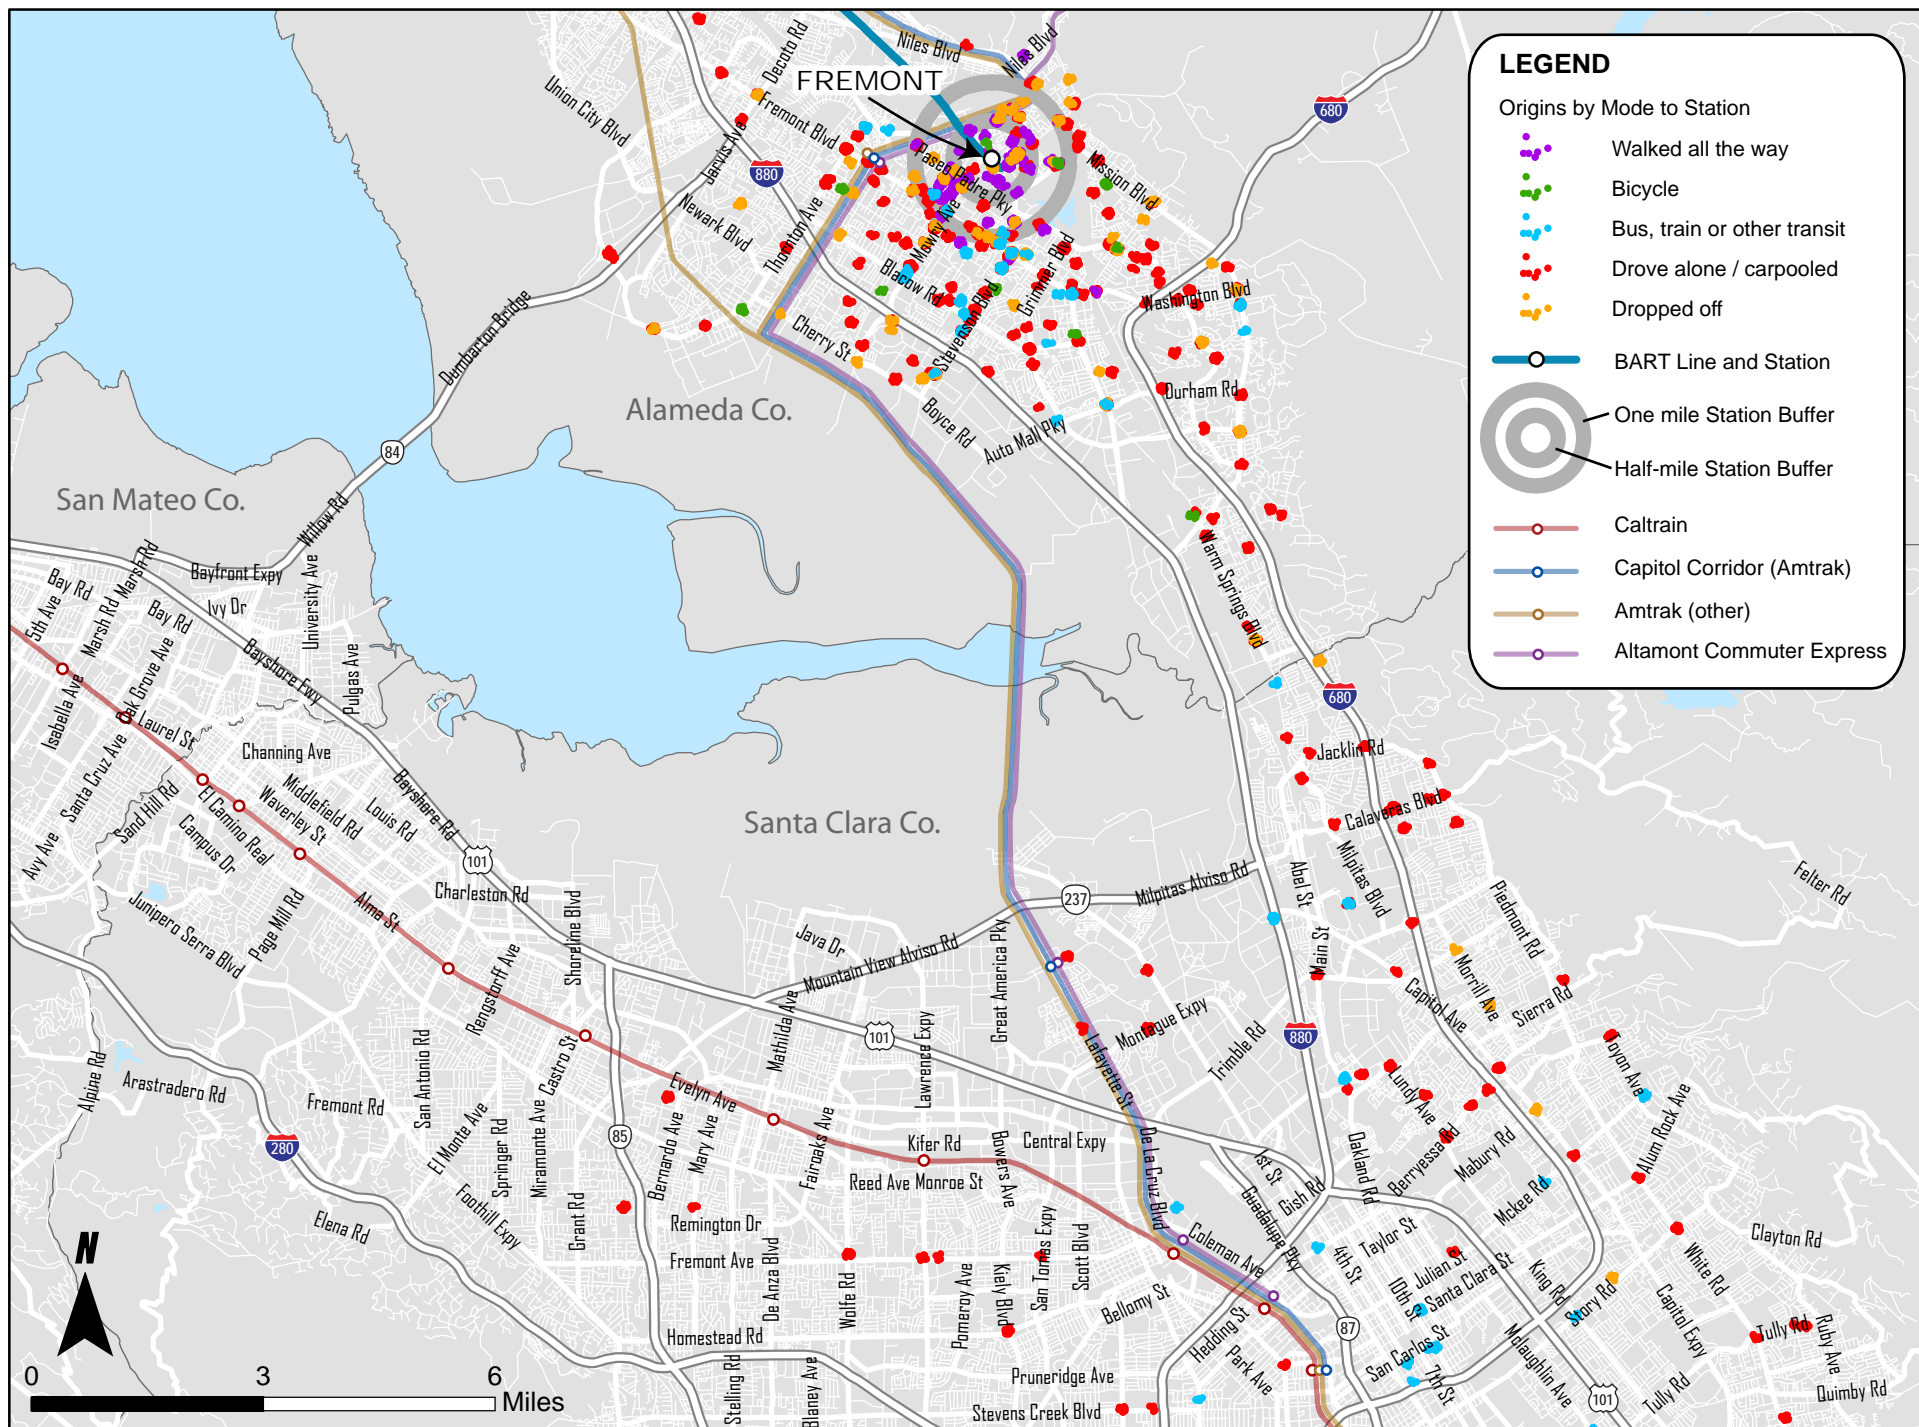 LEGEND
Origins by Mode to Station
Walked all the way
Bicycle
Bus, train or other transit
Drove alone / carpooled
Dropped off
BART Line and Station
One mile Station Buffer
Half-mile Station Buffer
Caltrain
Capitol Corridor (Amtrak)
Amtrak (other)
Altamont Commuter Express
FREMONT
Niles Blvd
Niles Blvd
Decoto Rd
Union City Blvd
Fremont Blvd
Jarvis Ave
880
680
Paseo Padre Pky
Mission Blvd
Newark Blvd
Thornton Ave
Mowry Ave
Blacow Rd
Grimmer Blvd
Stevenson Blvd
Washington Blvd
Cherry St
Dumbarton Bridge
Durham Rd
Alameda Co.
Boyce Rd
Auto Mall Pky
84
San Mateo Co.
Willow Rd
Warm Springs Blvd
Marsh Rd
Bayfront Expy
University Ave
Bay Rd
5th Ave
Marsh Rd
Bay Rd
Ivy Dr
Bayshore Fwy
Pulgas Ave
Isabella Ave
Oak Grove Ave
Laurel St
Santa Cruz Ave
Channing Ave
680
Jacklin Rd
Sand Hill Rd
El Camino Real
Middlefield Rd
Waverley St
Louis Rd
Bayshore Rd
Campus Dr
Avy Ave
Santa Clara Co.
Calaveras Blvd
101
Charleston Rd
Junipero Serra Blvd
Page Mill Rd
Alma St
Shoreline Blvd
237
Milpitas Alviso Rd
Abel St
Milpitas Blvd
Piedmont Rd
Felter Rd
Java Dr
Mountain View Alviso Rd
Great America Pky
Main St
Rengstorff Ave
Morrill Ave
Capitol Ave
Sierra Rd
Montague Expy
Trimble Rd
880
101
Mathilda Ave
Lawrence Expy
Lafayette St
Toyon Ave
Alpine Rd
Arastradero Rd
San Antonio Rd
Castro St
Fremont Rd
Evelyn Ave
Lundy Ave
Alum Rock Ave
280
El Monte Ave
Springer Rd
Miramonte Ave
85
Bernardo Ave
Mary Ave
Fairoaks Ave
Kifer Rd
Bowers Ave
Central Expy
De La Cruz Blvd
1st St
Gish Rd
Oakland Rd
Berryessa Rd
Mabury Rd
Reed Ave
Monroe St
Mckee Rd
Foothill Expy
Elena Rd
Grant Rd
Remington Dr
Fremont Ave
De Anza Blvd
Wolfe Rd
Pomeroy Ave
Kiely Blvd
San Tomas Expy
Scott Blvd
Coleman Ave
Guadalupe Pky
4th St
Taylor St
Julian St
10th St
Santa Clara St
King Rd
Story Rd
White Rd
Clayton Rd
Bellomy St
Hedding St
87
Capitol Expy
Tully Rd
Ruby Ave
Homestead Rd
Park Ave
San Carlos St
7th St
Mclaughlin Ave
101
Tully Rd
Quimby Rd
Pruneridge Ave
Stelling Rd
Blaney Ave
Stevens Creek Blvd
N
0
3
6
Miles